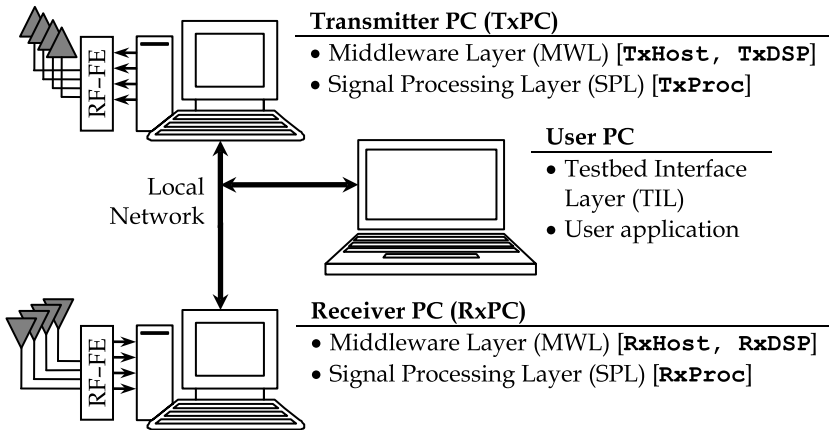 Transmitter PC (TxPC)
• Middleware Layer (MWL) [TxHost, TxDSP]
• Signal Processing Layer (SPL) [TxProc]
RF-FE
User PC
• Testbed Interface
Layer (TIL)
• User application
Local
Network
Receiver PC (RxPC)
• Middleware Layer (MWL) [RxHost, RxDSP]
• Signal Processing Layer (SPL) [RxProc]
RF-FE